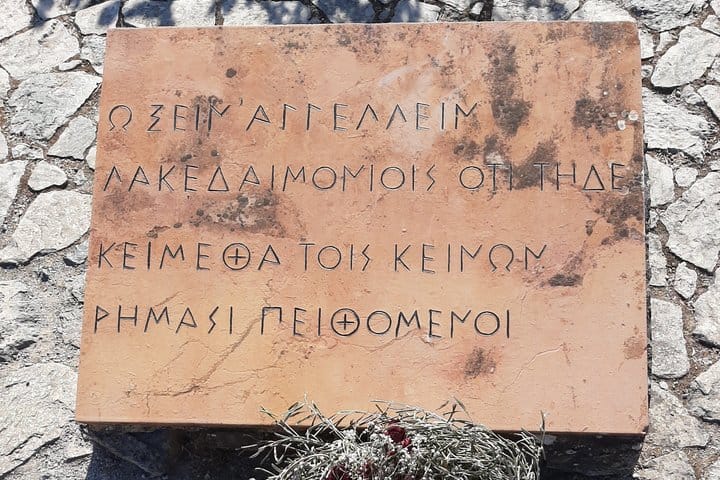 Ω ΞΕΙΝ' ΑΓΓΕΛΛΕΙΝ
ΛΑΚΕΔΑΙΜΟΝΙΟΙΣ ΟΤΙ ΤΗΔΕ
ΚΕΙΜΕΘΑ ΤΟΙΣ ΚΕΙΝΩΝ
ΡΗΜΑΣΙ ΠΕΙΘΟΜΕΝΟΙ